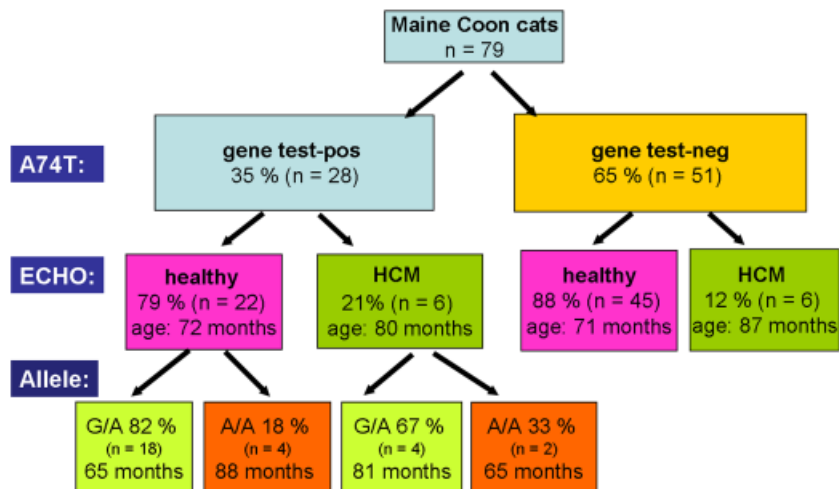 Maine Coon cats
n = 79
A74T:
gene test-pos
35 % (n = 28)
gene test-neg
65 % (n = 51)
ECHO:
healthy
79 % (n = 22)
age: 72 months
HCM
21% (n = 6)
age: 80 months
healthy
88 % (n = 45)
age: 71 months
HCM
12 % (n = 6)
age: 87 months
Allele:
G/A 82 %
(n = 18)
65 months
A/A 18 %
(n = 4)
88 months
G/A 67 %
(n = 4)
81 months
A/A 33 %
(n = 2)
65 months